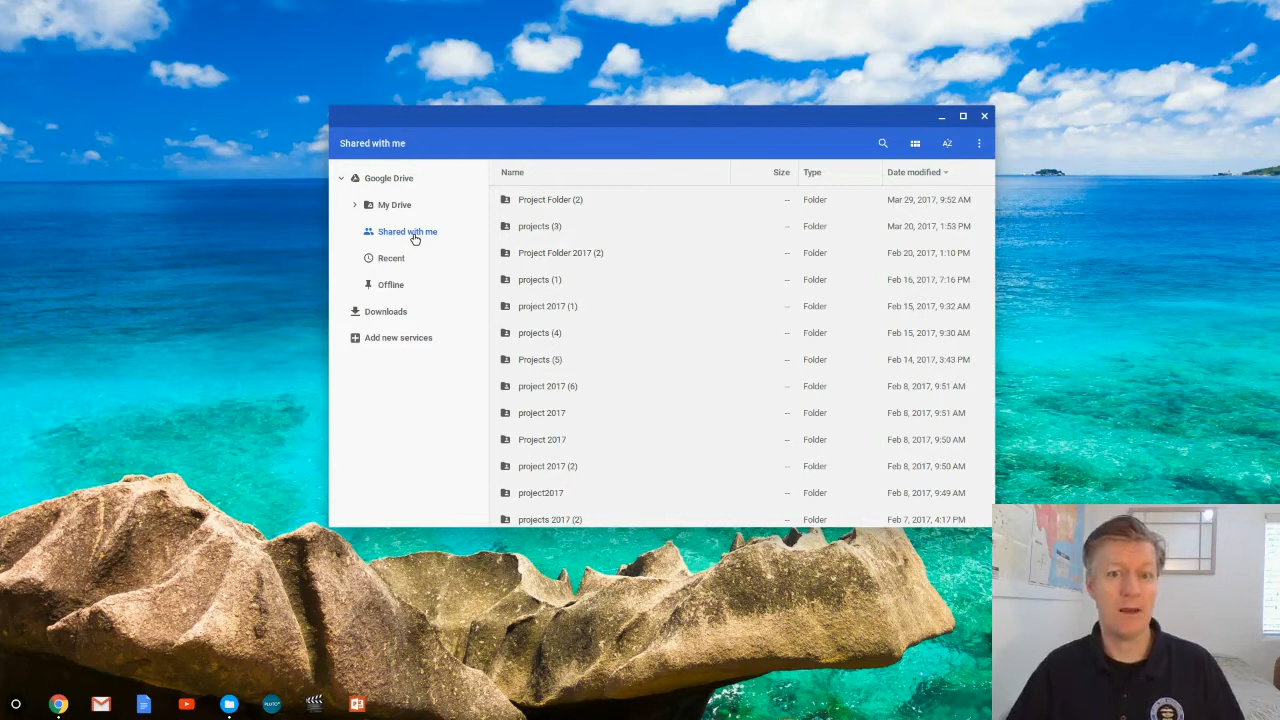 Shared with me
Google Drive
My Drive
Shared with me
Recent
Offline
Downloads
Add new services
Name Size Type Date modified
Project Folder (2) -- Folder Mar 29, 2017, 9:52 AM
projects (3) -- Folder Mar 20, 2017, 1:53 PM
Project Folder 2017 (2) -- Folder Feb 20, 2017, 1:10 PM
projects (1) -- Folder Feb 16, 2017, 7:16 PM
project 2017 (1) -- Folder Feb 15, 2017, 9:32 AM
projects (4) -- Folder Feb 15, 2017, 9:30 AM
Projects (5) -- Folder Feb 14, 2017, 3:43 PM
project 2017 (6) -- Folder Feb 8, 2017, 9:51 AM
project 2017 -- Folder Feb 8, 2017, 9:51 AM
Project 2017 -- Folder Feb 8, 2017, 9:50 AM
project 2017 (2) -- Folder Feb 8, 2017, 9:50 AM
project2017 -- Folder Feb 8, 2017, 9:49 AM
projects 2017 (2) -- Folder Feb 7, 2017, 4:17 PM